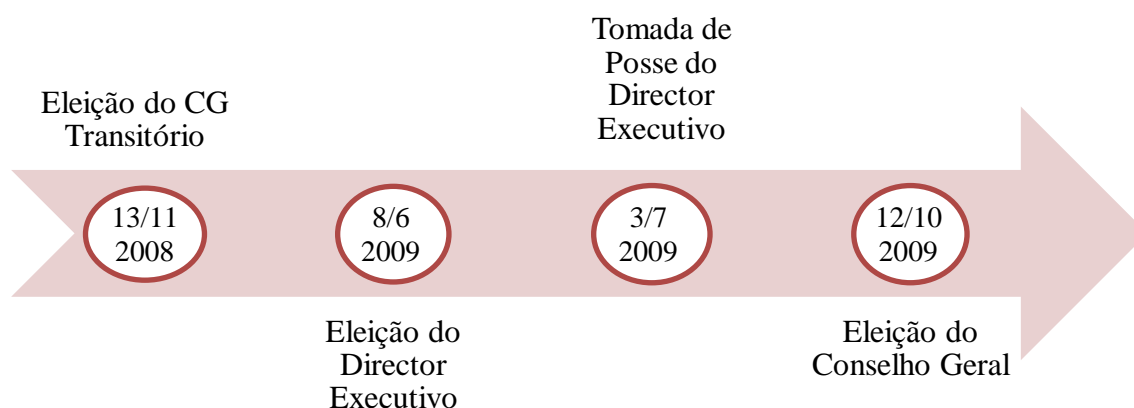 Eleição do CG
Transitório
13/11
2008
8/6
2009
Eleição do
Director
Executivo
Tomada de
Posse do
Director
Executivo
3/7
2009
12/10
2009
Eleição do
Conselho Geral